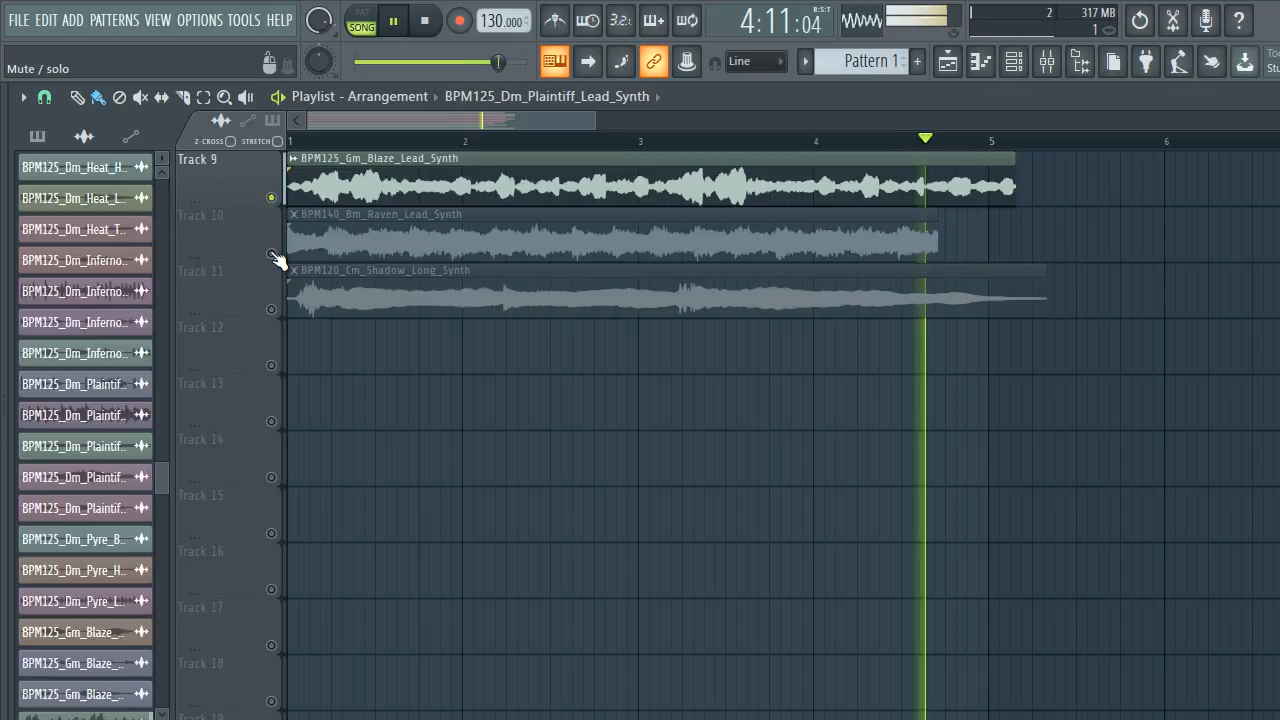 FILE EDIT ADD PATTERNS VIEW OPTIONS TOOLS HELP
PAT
SONG
130.000
3.2.
4:11:04
B:S:T
2
317 MB
1
Mute / solo
Line
Pattern 1
Playlist - Arrangement
BPM125_Dm_Plaintiff_Lead_Synth
Z-CROSS
STRETCH
1
2
3
4
5
6
BPM125_Dm_Heat_H..
BPM125_Dm_Heat_L..
BPM125_Dm_Heat_T..
BPM125_Dm_Inferno..
BPM125_Dm_Inferno..
BPM125_Dm_Inferno..
BPM125_Dm_Inferno..
BPM125_Dm_Plaintif..
BPM125_Dm_Plaintif..
BPM125_Dm_Plaintif..
BPM125_Dm_Plaintif..
BPM125_Dm_Plaintif..
BPM125_Dm_Pyre_B..
BPM125_Dm_Pyre_H..
BPM125_Dm_Pyre_L..
BPM125_Gm_Blaze_..
BPM125_Gm_Blaze_..
BPM125_Gm_Blaze_..
Track 9
BPM125_Gm_Blaze_Lead_Synth
Track 10
BPM140_Bm_Raven_Lead_Synth
Track 11
BPM120_Cm_Shadow_Long_Synth
Track 12
Track 13
Track 14
Track 15
Track 16
Track 17
Track 18